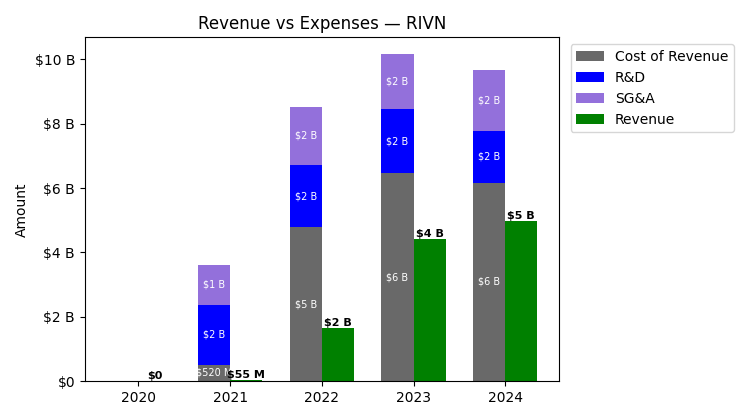 Revenue vs Expenses — RIVN
$10 B
$8 B
$6 B
$4 B
$2 B
$0
Amount
Cost of Revenue
R&D
SG&A
Revenue
$0
$1 B
$2 B
$520 M
$55 M
$2 B
$2 B
$5 B
$2 B
$2 B
$2 B
$6 B
$4 B
$2 B
$2 B
$6 B
$5 B
2020
2021
2022
2023
2024